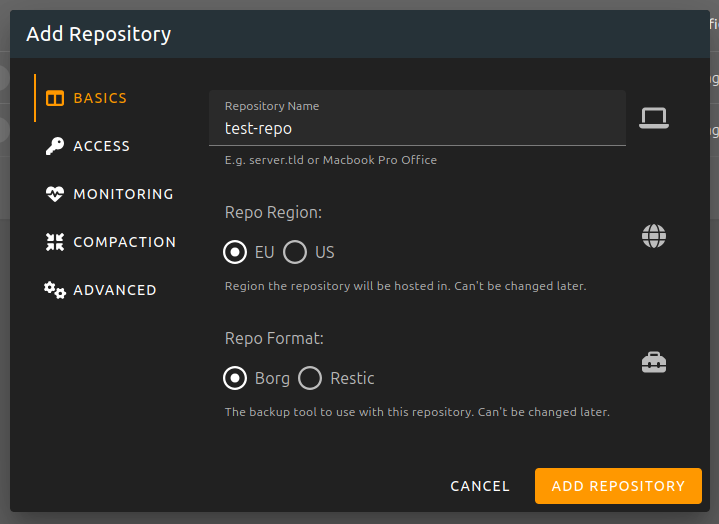 Add Repository
BASICS
ACCESS
MONITORING
COMPACTION
ADVANCED
Repository Name
test-repo
E.g. server.tld or Macbook Pro Office
Repo Region:
EU US
Region the repository will be hosted in. Can't be changed later.
Repo Format:
Borg Restic
The backup tool to use with this repository. Can't be changed later.
CANCEL ADD REPOSITORY